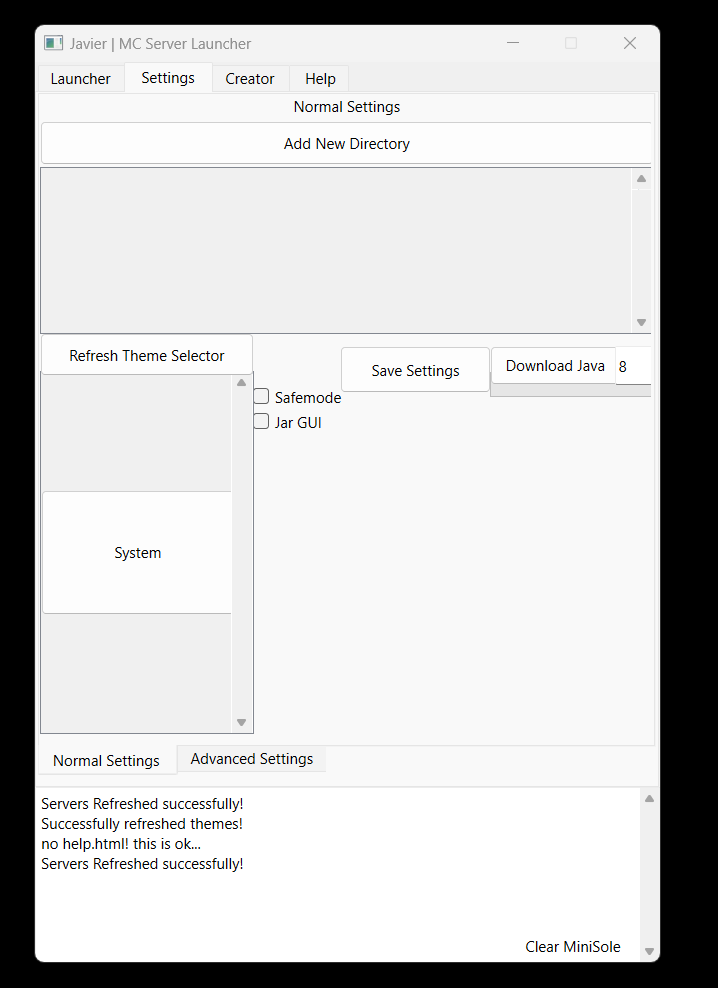 Javier | MC Server Launcher
Launcher Settings Creator Help
Normal Settings
Add New Directory
Refresh Theme Selector
Save Settings
Download Java 8
Safemode
Jar GUI
System
Normal Settings Advanced Settings
Servers Refreshed successfully!
Successfully refreshed themes!
no help.html! this is ok...
Servers Refreshed successfully!
Clear MiniSole